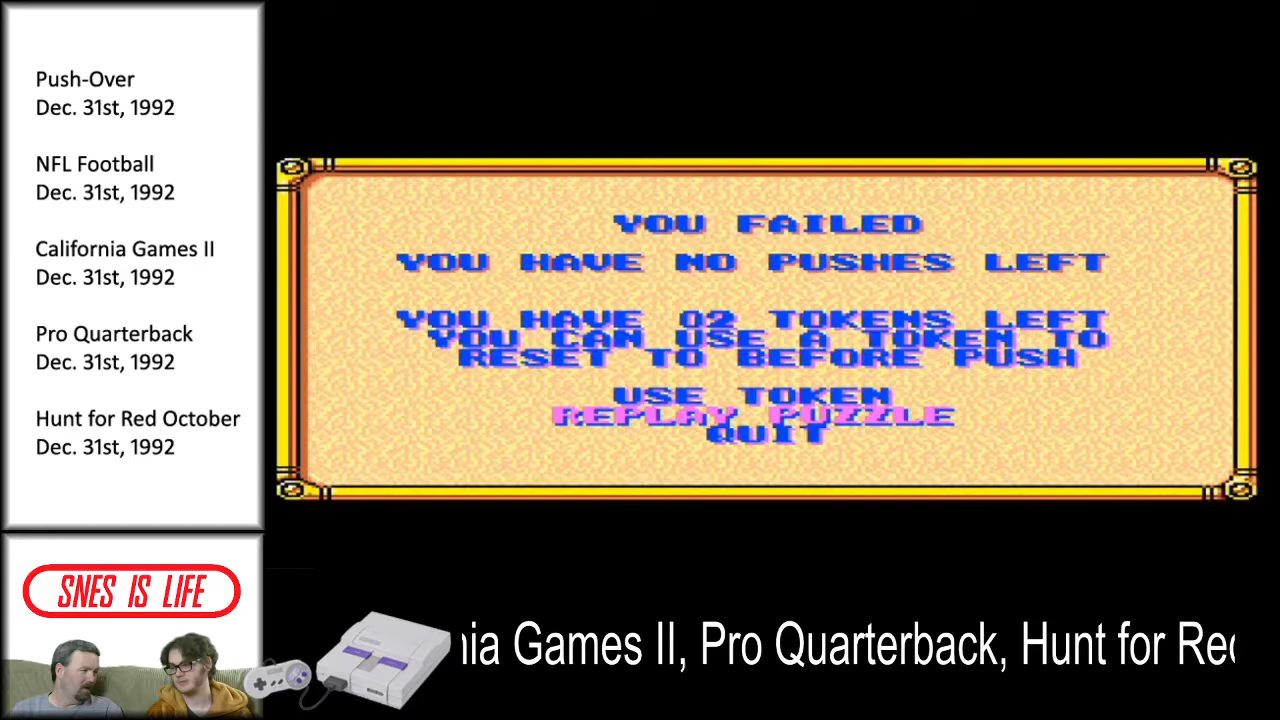 Push-Over
Dec. 31st, 1992
NFL Football
Dec. 31st, 1992
California Games II
Dec. 31st, 1992
Pro Quarterback
Dec. 31st, 1992
Hunt for Red October
Dec. 31st, 1992
YOU FAILED
YOU HAVE NO PUSHES LEFT
YOU HAVE 02 TOKENS LEFT
YOU CAN USE A TOKEN TO
RESET TO BEFORE PUSH
USE TOKEN
REPLAY PUZZLE
QUIT
SNES IS LIFE
nia Games II, Pro Quarterback, Hunt for Red